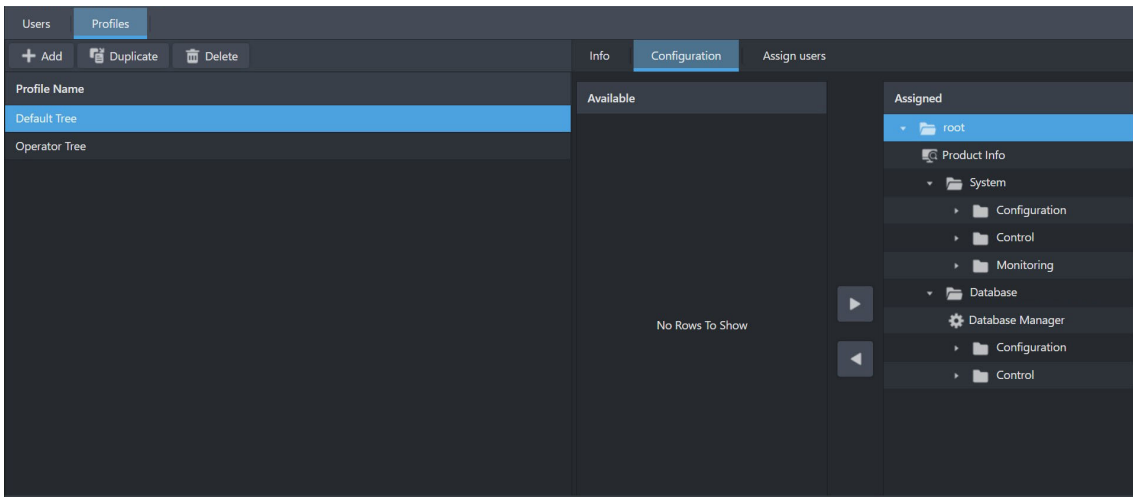 Users Profiles
Add Duplicate Delete
Info Configuration Assign users
Profile Name
Default Tree
Operator Tree
Available
No Rows To Show
Assigned
root
Product Info
System
Configuration
Control
Monitoring
Database
Database Manager
Configuration
Control